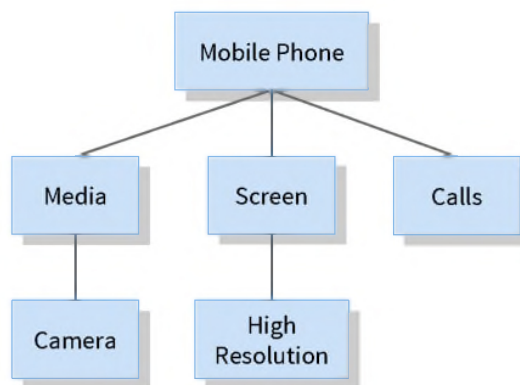 Mobile Phone
Media
Screen
Calls
Camera
High
Resolution